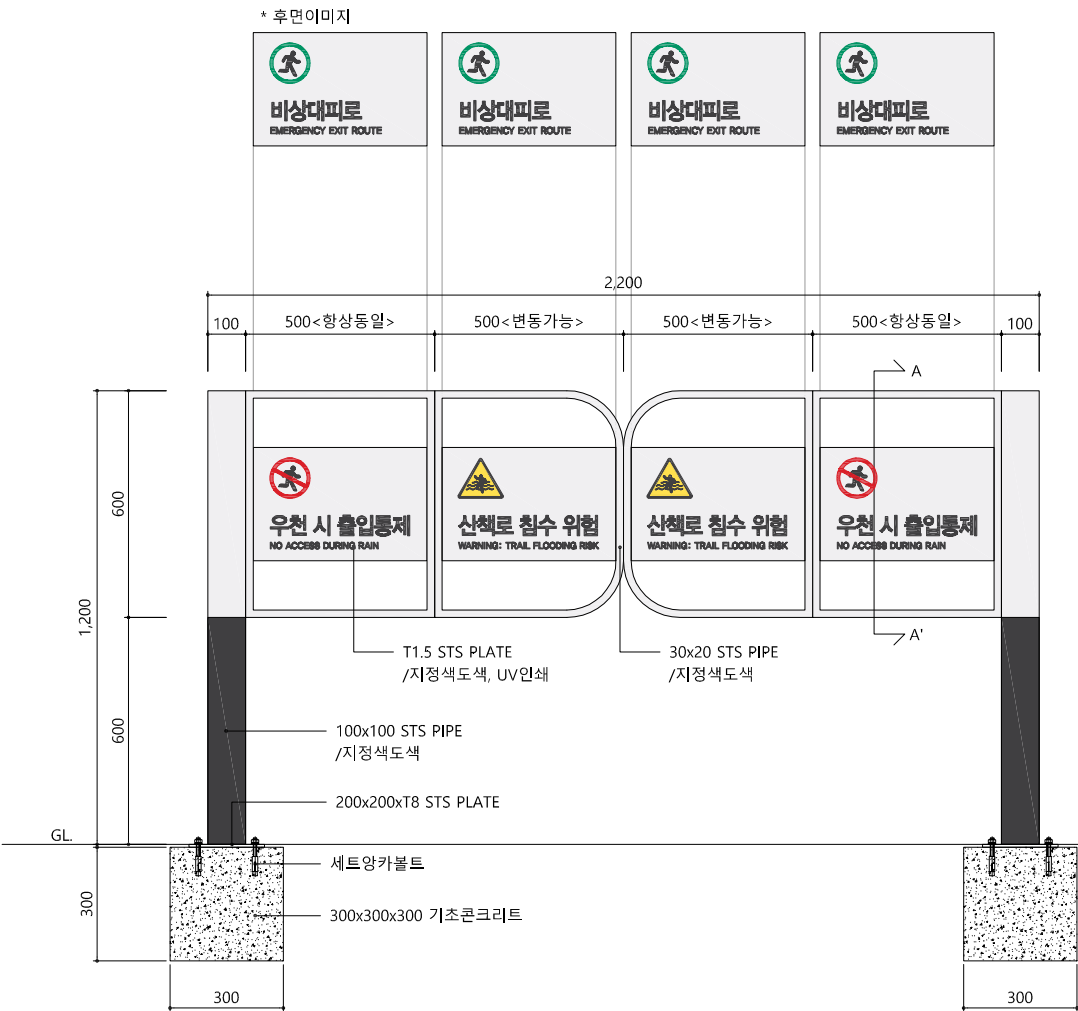 * 후면이미지
비상대피로
EMERGENCY EXIT ROUTE
비상대피로
EMERGENCY EXIT ROUTE
비상대피로
EMERGENCY EXIT ROUTE
비상대피로
EMERGENCY EXIT ROUTE
2,200
100
500<항상동일>
500<변동가능>
500<변동가능>
500<항상동일>
100
A
600
우천 시 출입통제
NO ACCESS DURING RAIN
산책로 침수 위험
WARNING: TRAIL FLOODING RISK
산책로 침수 위험
WARNING: TRAIL FLOODING RISK
우천 시 출입통제
NO ACCESS DURING RAIN
1,200
A'
T1.5 STS PLATE
/지정색도색, UV인쇄
30x20 STS PIPE
/지정색도색
600
100x100 STS PIPE
/지정색도색
200x200xT8 STS PLATE
GL.
세트앙카볼트
300
300x300x300 기초콘크리트
300
300